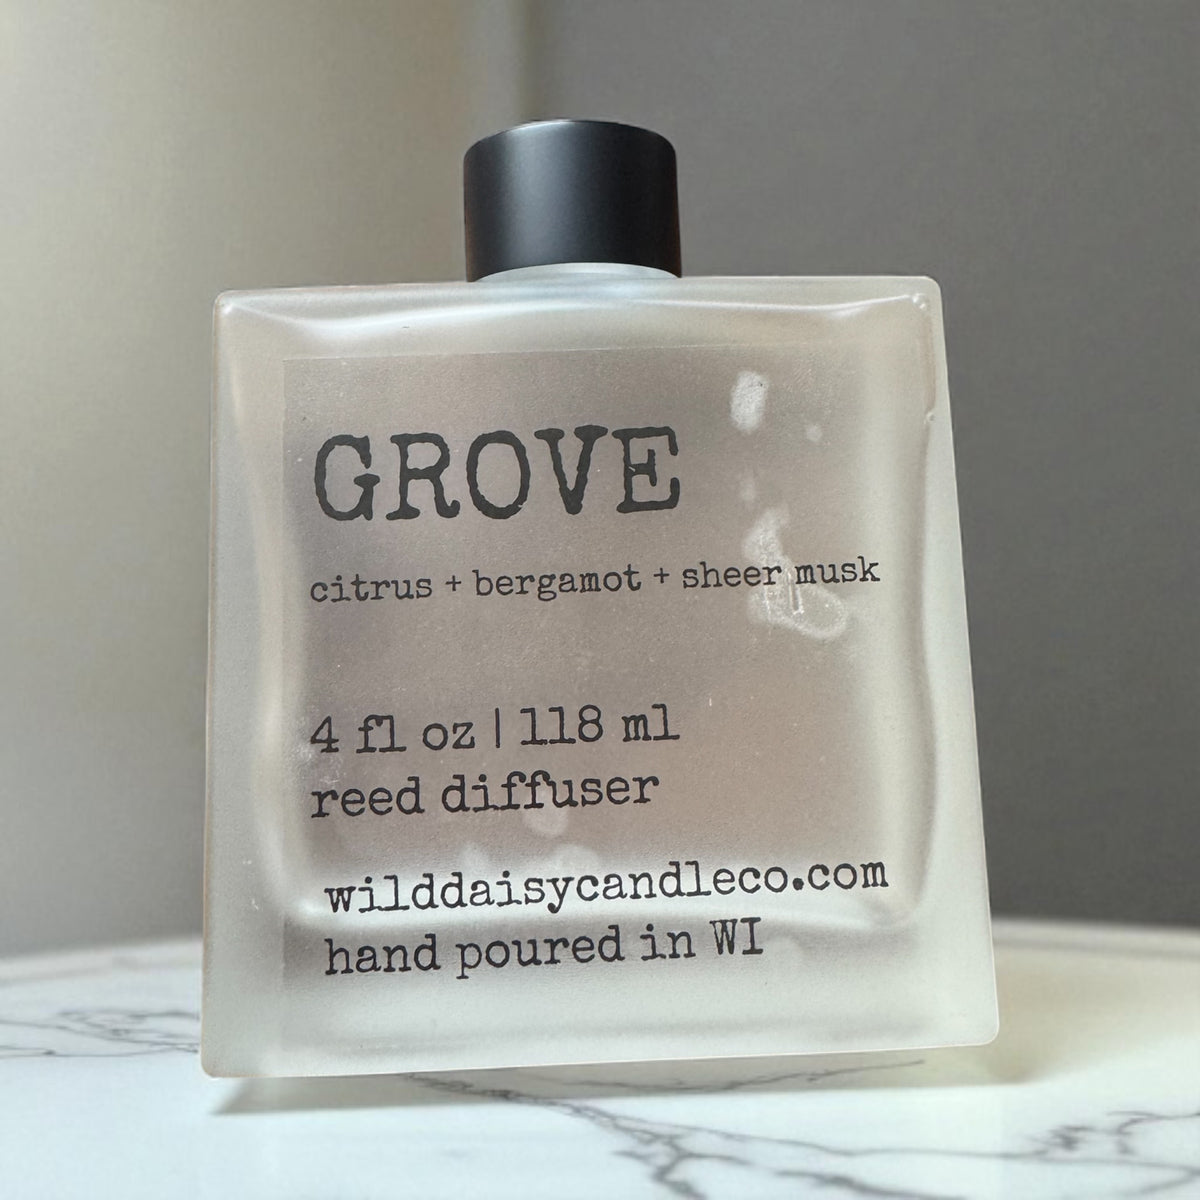 GROVE
citrus + bergamot + sheer musk
4 fl oz | 118 ml
reed diffuser
wilddaisycandleco.com
hand poured in WI